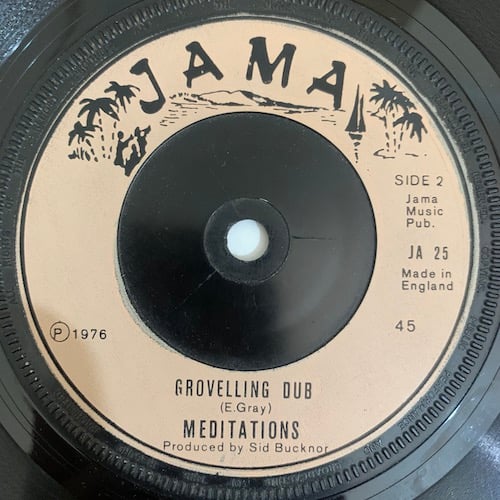 JAMA
SIDE 2
Jama
Music
Pub.
JA 25
Made in
England
45
Ⓟ1976
GROVELLING DUB
(E.Gray)
MEDITATIONS
Produced by Sid Bucknor